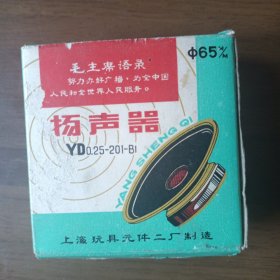 毛主席语录
努力办好广播，为全中国
人民和全世界人民服务。
Φ65㎜
扬声器
YD0.25-201-BI
YANG SHENG QI
上海玩具元件二厂制造